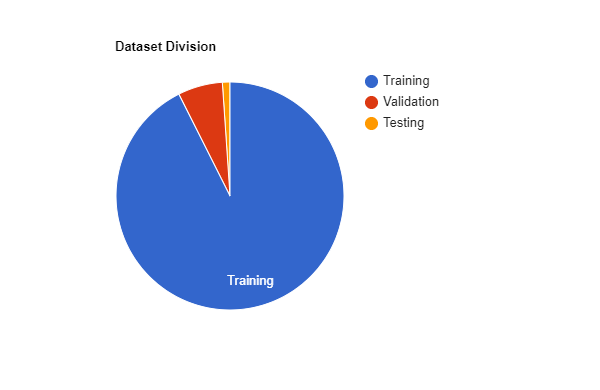 Dataset Division
Training
Validation
Testing
Training